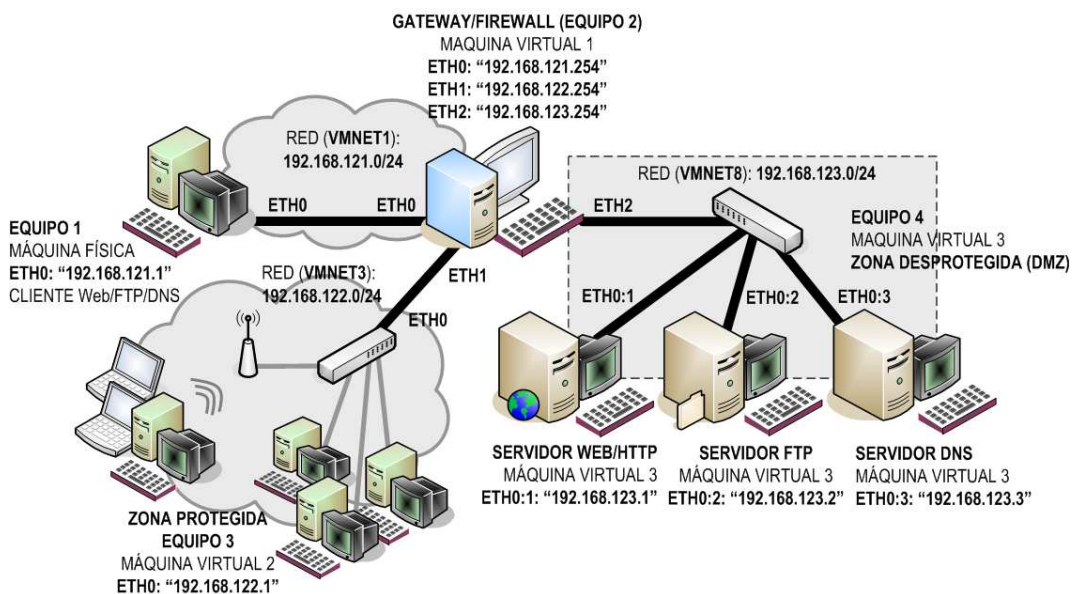 GATEWAY/FIREWALL (EQUIPO 2)
MAQUINA VIRTUAL 1
ETH0: “192.168.121.254”
ETH1: “192.168.122.254”
ETH2: “192.168.123.254”
RED (VMNET1):
192.168.121.0/24
ETH0
ETH0
EQUIPO 1
MÁQUINA FÍSICA
ETH0: “192.168.121.1”
CLIENTE Web/FTP/DNS
RED (VMNET8): 192.168.123.0/24
ETH2
EQUIPO 4
MAQUINA VIRTUAL 3
ZONA DESPROTEGIDA (DMZ)
ETH1
RED (VMNET3):
192.168.122.0/24
ETH0
ETH0:1
ETH0:2
ETH0:3
SERVIDOR WEB/HTTP
MÁQUINA VIRTUAL 3
ETH0:1: “192.168.123.1”
SERVIDOR FTP
MÁQUINA VIRTUAL 3
ETH0:2: “192.168.123.2”
SERVIDOR DNS
MÁQUINA VIRTUAL 3
ETH0:3: “192.168.123.3”
ZONA PROTEGIDA
EQUIPO 3
MÁQUINA VIRTUAL 2
ETH0: “192.168.122.1”